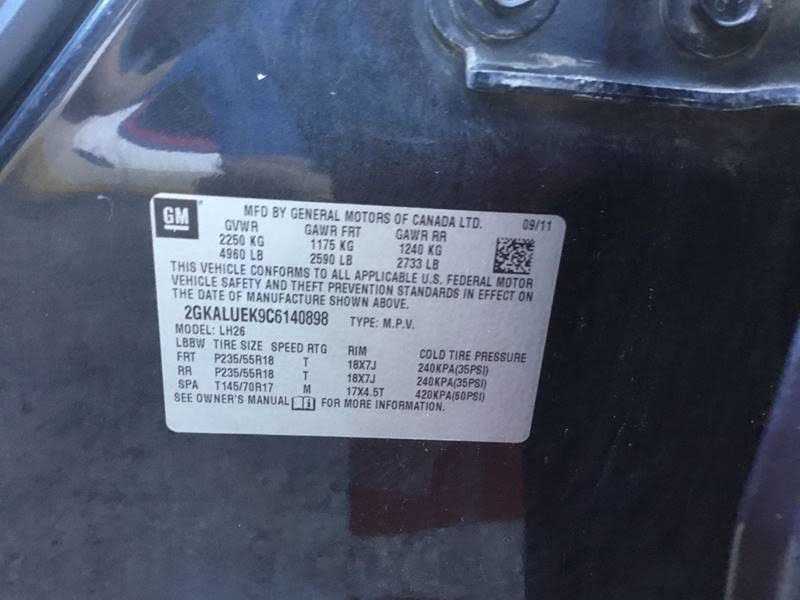 GM
MFD BY GENERAL MOTORS OF CANADA LTD. 09/11
GVWR GAWR FRT GAWR RR
2250 KG 1175 KG 1240 KG
4960 LB 2590 LB 2733 LB
THIS VEHICLE CONFORMS TO ALL APPLICABLE U.S. FEDERAL MOTOR
VEHICLE SAFETY AND THEFT PREVENTION STANDARDS IN EFFECT ON
THE DATE OF MANUFACTURE SHOWN ABOVE.
2GKALUEK9C6140898 TYPE: M.P.V.
MODEL: LH26
LBBW TIRE SIZE SPEED RTG RIM COLD TIRE PRESSURE
FRT P235/55R18 T 18X7J 240KPA(35PSI)
RR P235/55R18 T 18X7J 240KPA(35PSI)
SPA T145/70R17 M 17X4.5T 420KPA(60PSI)
SEE OWNER'S MANUAL FOR MORE INFORMATION.